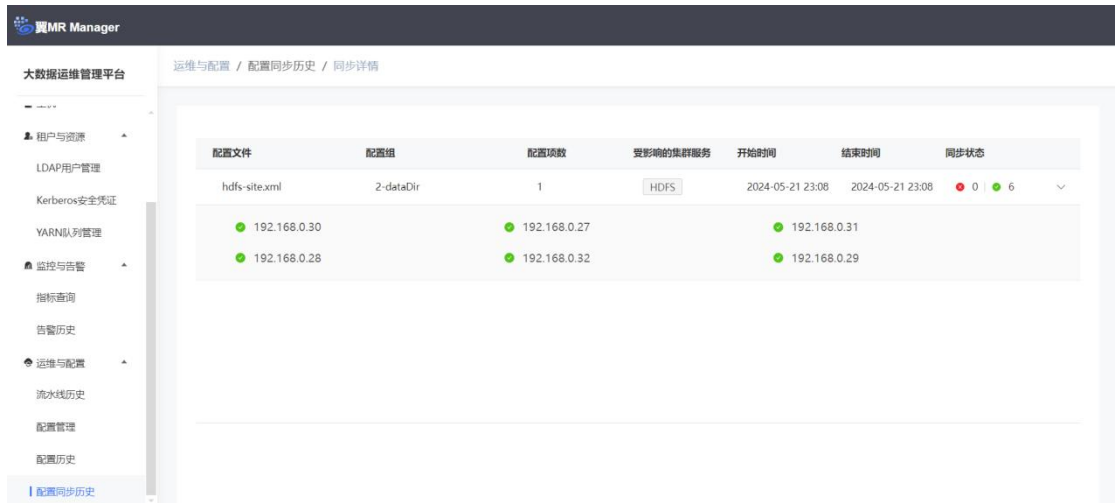 翼MR Manager
大数据运维管理平台
运维与配置 / 配置同步历史 / 同步详情
租户与资源
LDAP用户管理
Kerberos安全凭证
YARN队列管理
监控与告警
指标查询
告警历史
运维与配置
流水线历史
配置管理
配置历史
配置同步历史
配置文件 配置组 配置项数 受影响的集群服务 开始时间 结束时间 同步状态
hdfs-site.xml 2-dataDir 1 HDFS 2024-05-21 23:08 2024-05-21 23:08 0 6
192.168.0.30 192.168.0.27 192.168.0.31
192.168.0.28 192.168.0.32 192.168.0.29